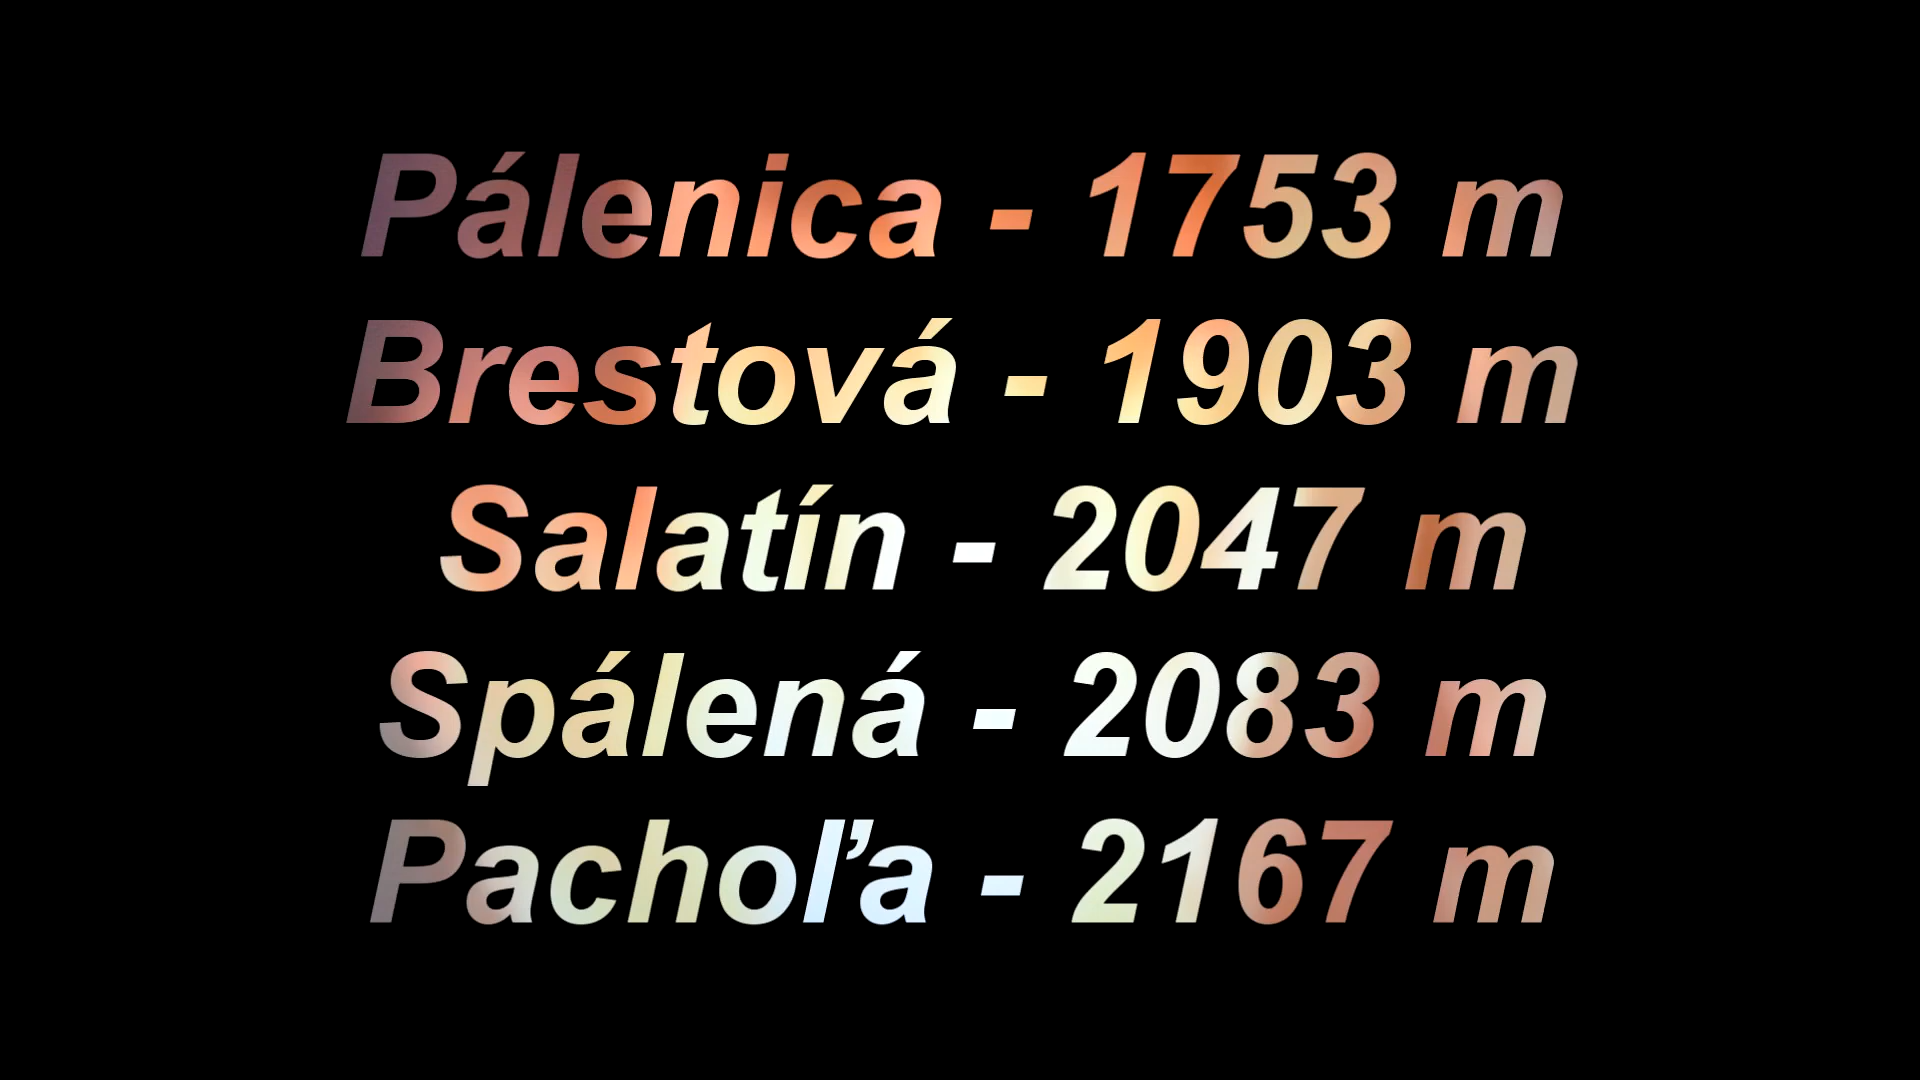 Pálenica - 1753 m
Brestová - 1903 m
Salatín - 2047 m
Spálená - 2083 m
Pachoľa - 2167 m